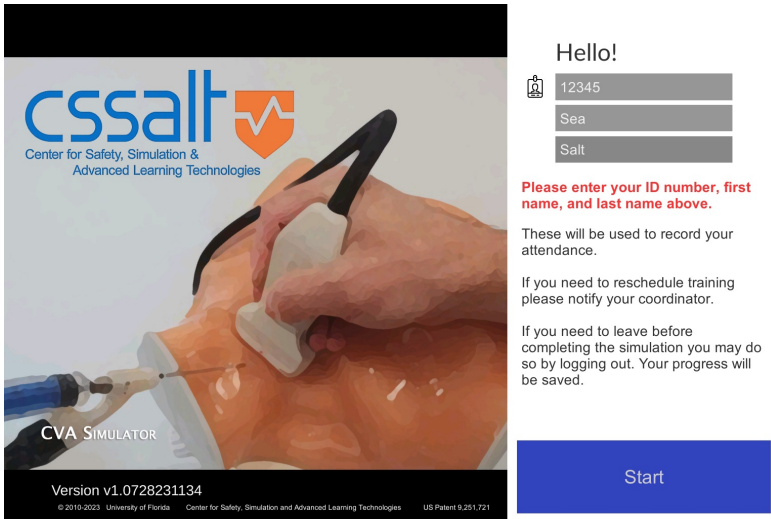 cssalt
Center for Safety, Simulation &
Advanced Learning Technologies
CVA SIMULATOR
Version v1.0728231134
© 2010-2023 University of Florida Center for Safety, Simulation and Advanced Learning Technologies US Patent 9,251,721
Hello!
12345
Sea
Salt
Please enter your ID number, first
name, and last name above.
These will be used to record your
attendance.
If you need to reschedule training
please notify your coordinator.
If you need to leave before
completing the simulation you may do
so by logging out. Your progress will
be saved.
Start